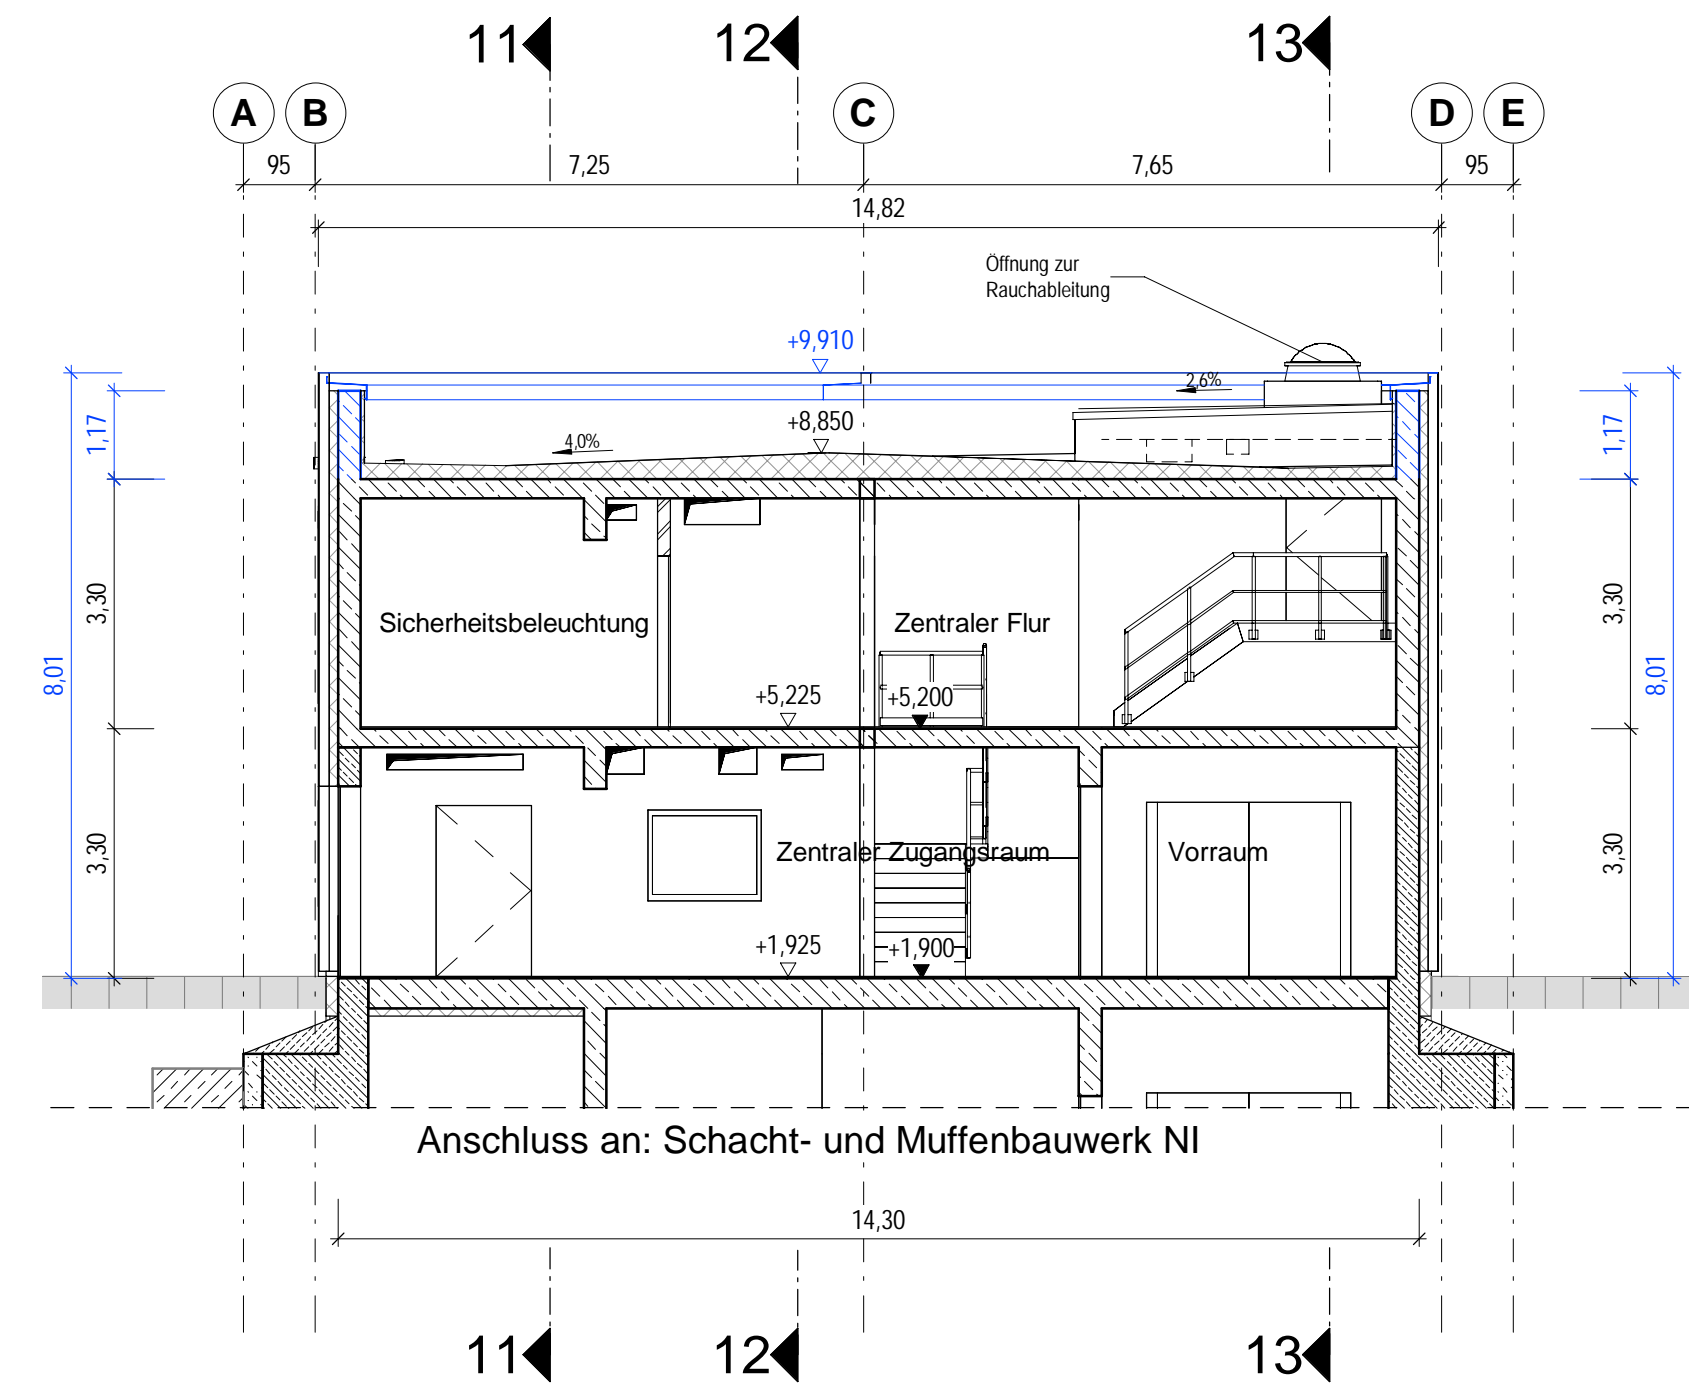 11
12
13
A
B
C
D
E
95
7,25
7,65
95
14,82
Öffnung zur
Rauchableitung
+9,910
2,6%
+8,850
4,0%
1,17
1,17
3,30
3,30
8,01
8,01
Sicherheitsbeleuchtung
Zentraler Flur
+5,225
+5,200
3,30
3,30
Zentraler Zugangsraum
Vorraum
+1,925
+1,900
Anschluss an: Schacht- und Muffenbauwerk NI
14,30
11
12
13